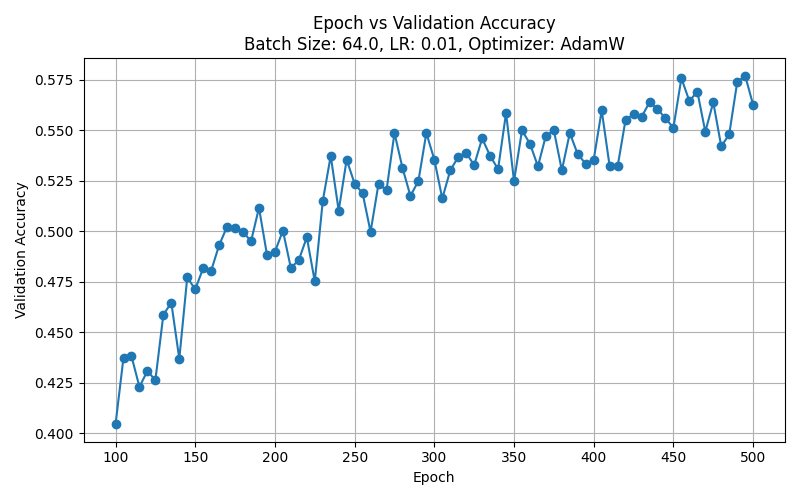 Epoch vs Validation Accuracy
Batch Size: 64.0, LR: 0.01, Optimizer: AdamW
Validation Accuracy
0.575
0.550
0.525
0.500
0.475
0.450
0.425
0.400
100 150 200 250 300 350 400 450 500
Epoch